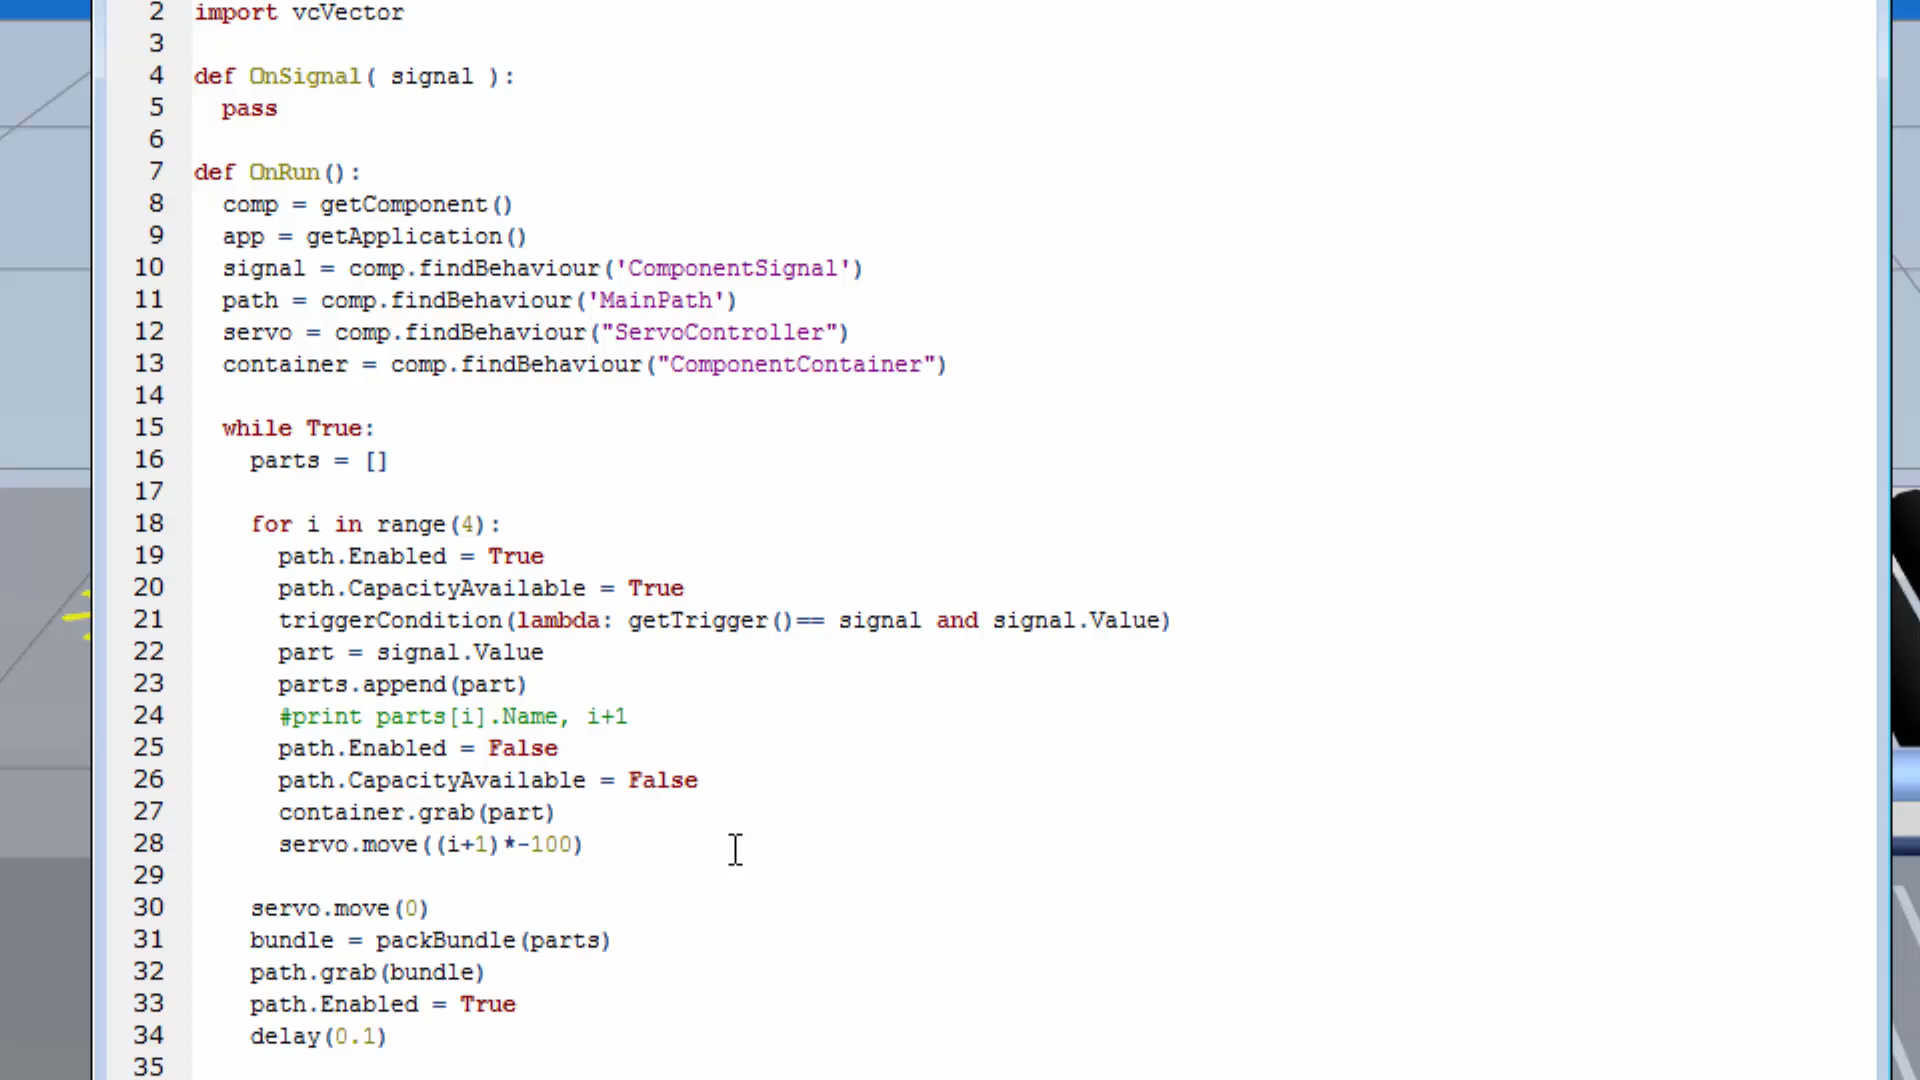 2 import vcVector
3
4 def OnSignal( signal ):
5 pass
6
7 def OnRun():
8 comp = getComponent()
9 app = getApplication()
10 signal = comp.findBehaviour('ComponentSignal')
11 path = comp.findBehaviour('MainPath')
12 servo = comp.findBehaviour("ServoController")
13 container = comp.findBehaviour("ComponentContainer")
14
15 while True:
16 parts = []
17
18 for i in range(4):
19 path.Enabled = True
20 path.CapacityAvailable = True
21 triggerCondition(lambda: getTrigger()== signal and signal.Value)
22 part = signal.Value
23 parts.append(part)
24 #print parts[i].Name, i+1
25 path.Enabled = False
26 path.CapacityAvailable = False
27 container.grab(part)
28 servo.move((i+1)*-100)
29
30 servo.move(0)
31 bundle = packBundle(parts)
32 path.grab(bundle)
33 path.Enabled = True
34 delay(0.1)
35